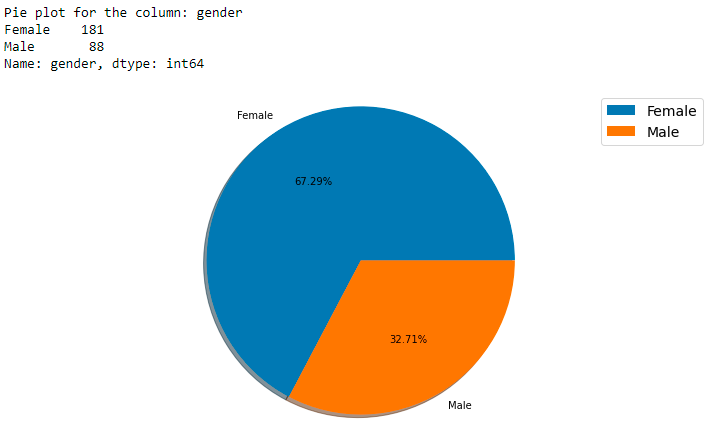 Pie plot for the column: gender
Female    181
Male       88
Name: gender, dtype: int64
Female
Male
Female
67.29%
32.71%
Male